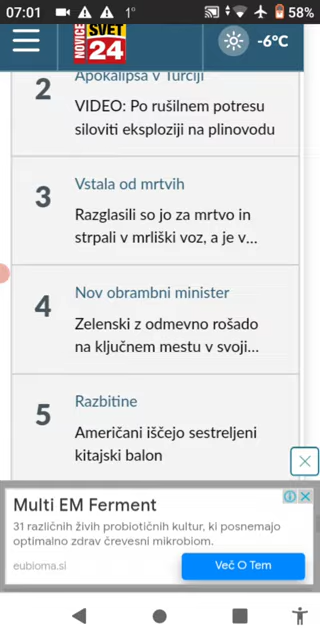 07:01
1°
58%
NOVICE
SVET
24
-6°C
2
Apokalipsa v Turčiji
VIDEO: Po rušilnem potresu
siloviti eksploziji na plinovodu
3
Vstala od mrtvih
Razglasili so jo za mrtvo in
strpali v mrliški voz, a je v...
4
Nov obrambni minister
Zelenski z odmevno rošado
na ključnem mestu v svoji...
5
Razbitine
Američani iščejo sestreljeni
kitajski balon
Multi EM Ferment
31 različnih živih probiotičnih kultur, ki posnemajo
optimalno zdrav črevesni mikrobiom.
eubioma.si
Več O Tem